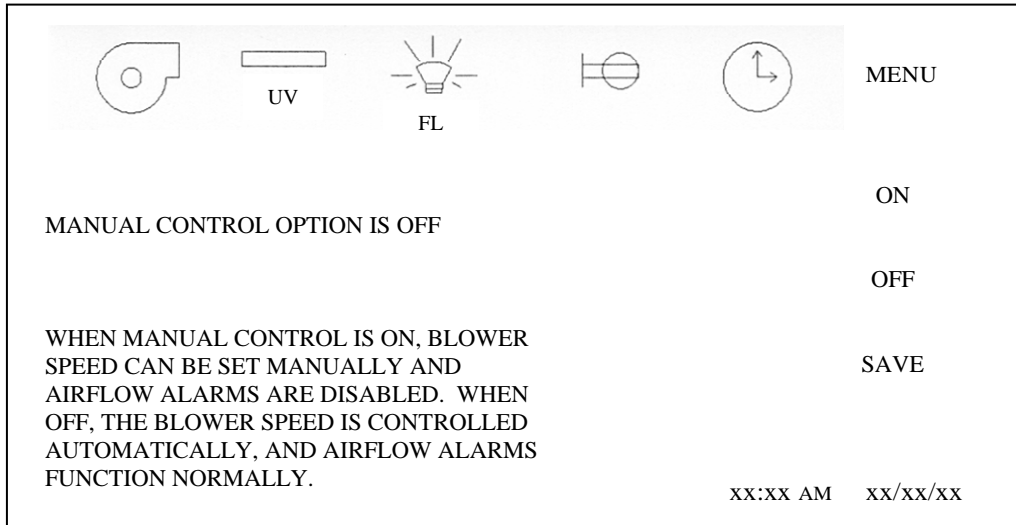 UV
FL
MENU
ON
MANUAL CONTROL OPTION IS OFF
OFF
WHEN MANUAL CONTROL IS ON, BLOWER
SPEED CAN BE SET MANUALLY AND
AIRFLOW ALARMS ARE DISABLED. WHEN
OFF, THE BLOWER SPEED IS CONTROLLED
AUTOMATICALLY, AND AIRFLOW ALARMS
FUNCTION NORMALLY.
SAVE
xx:xx AM xx/xx/xx